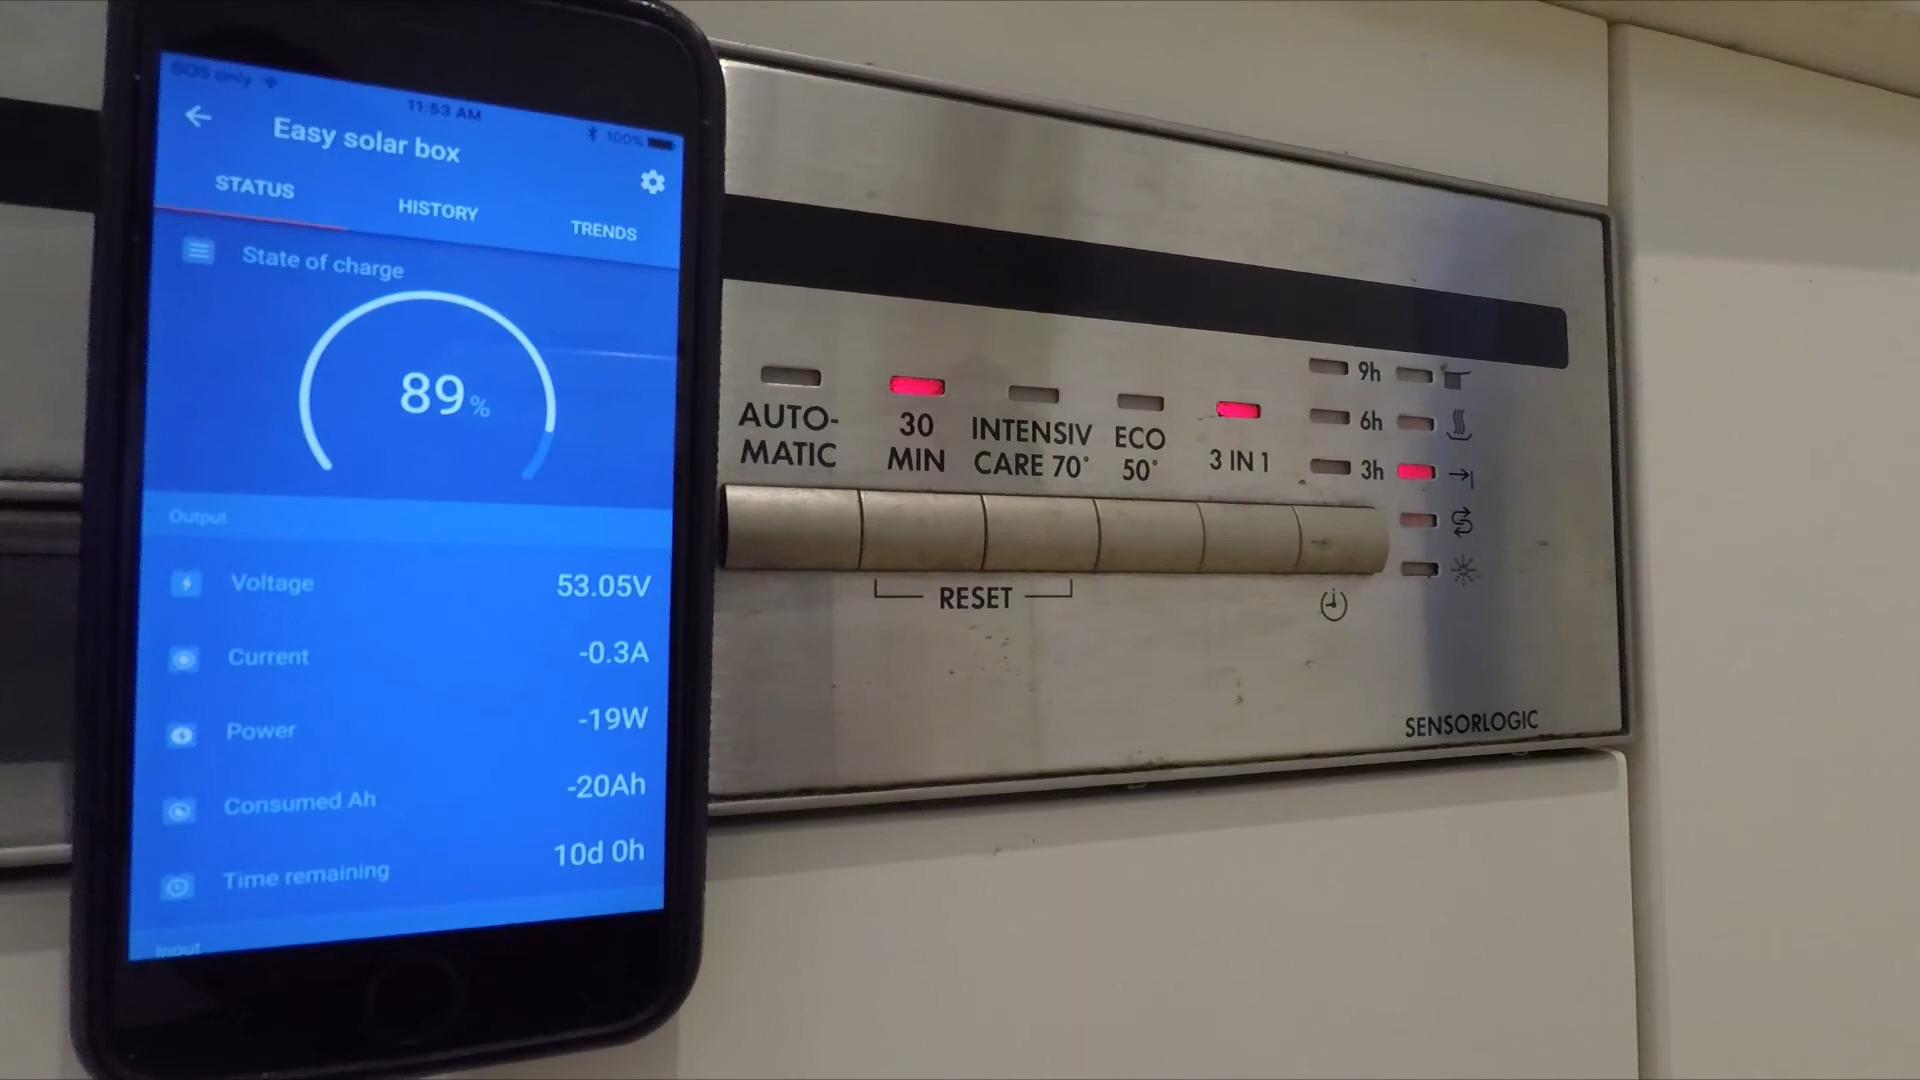 SOS only
11:53 AM
100%
Easy solar box
STATUS
HISTORY
TRENDS
State of charge
89%
Output
Voltage 53.05V
Current -0.3A
Power -19W
Consumed Ah -20Ah
Time remaining 10d 0h
Input
AUTO-
MATIC
30
MIN
INTENSIV
CARE 70°
ECO
50°
3 IN 1
9h
6h
3h
RESET
SENSORLOGIC